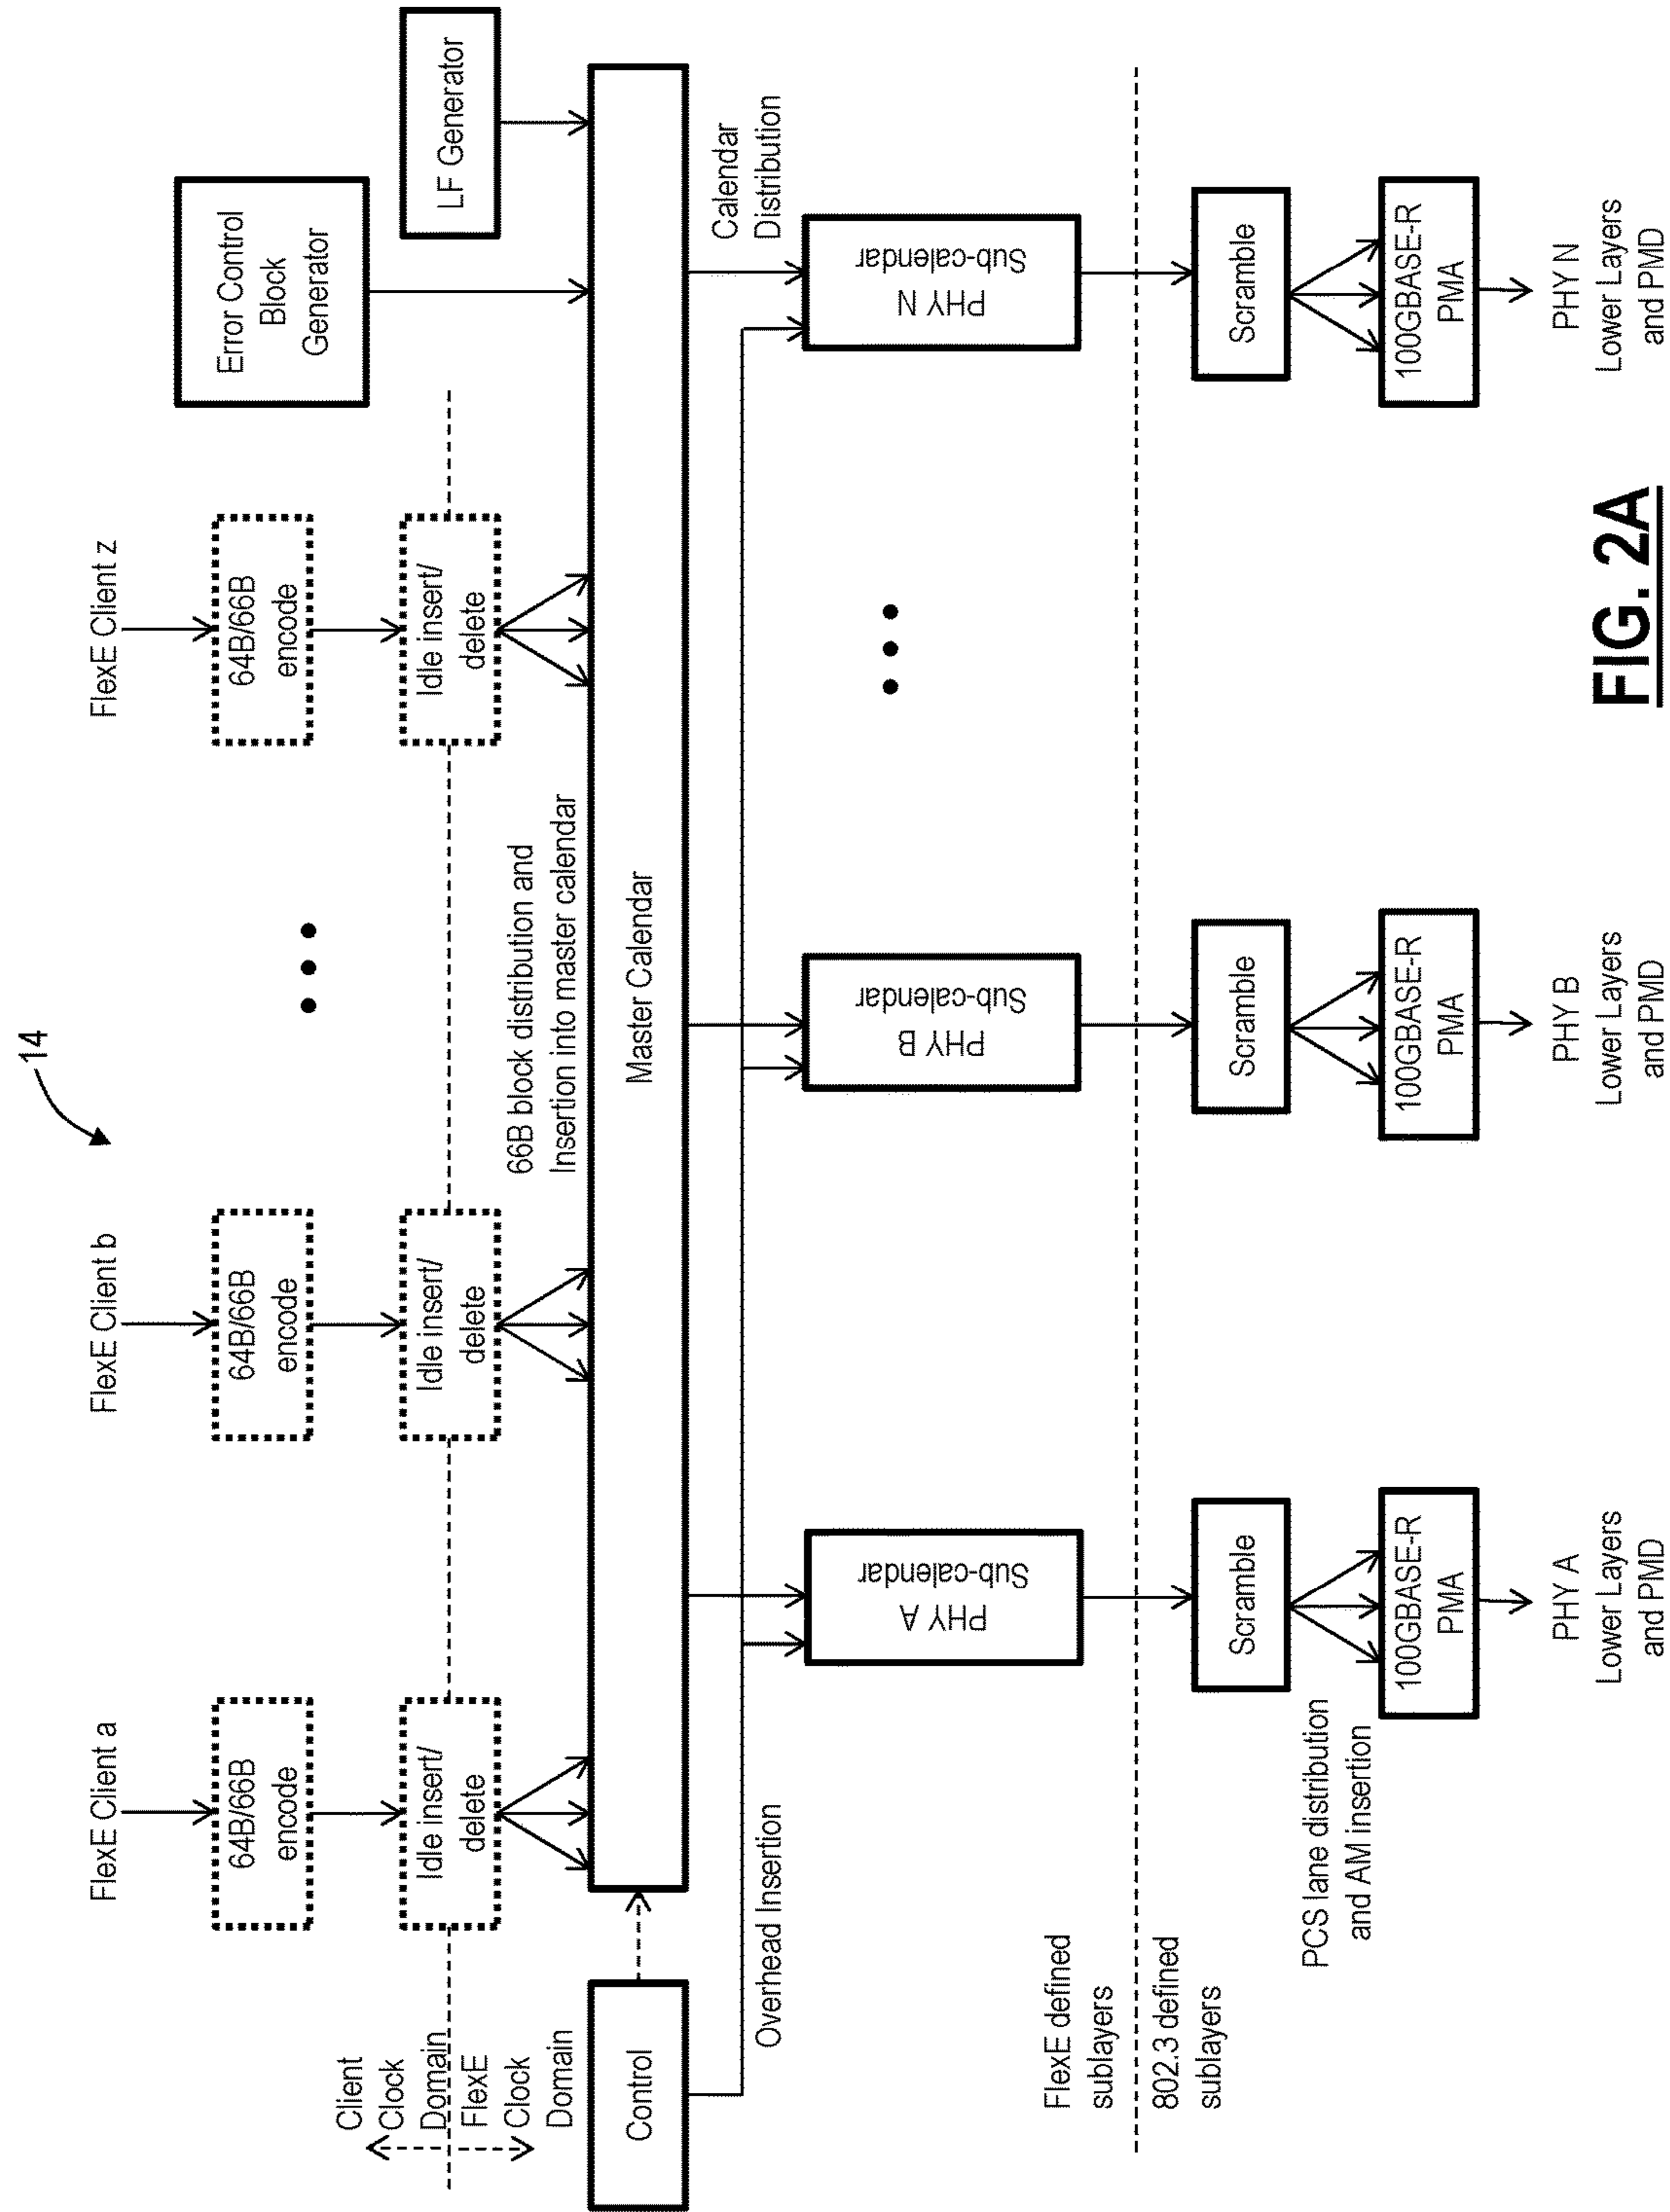 14
FlexE Client a
FlexE Client b
FlexE Client z
64B/66B
encode
64B/66B
encode
64B/66B
encode
Error Control
Block
Generator
LF Generator
Client
Clock
Domain
FlexE
Clock
Domain
Idle insert/
delete
Idle insert/
delete
Idle insert/
delete
66B block distribution and
Insertion into master calendar
Control
Master Calendar
Overhead Insertion
Calendar
Distribution
PHY A
Sub-calendar
PHY B
Sub-calendar
PHY N
Sub-calendar
FlexE defined
sublayers
802.3 defined
sublayers
Scramble
Scramble
Scramble
PCS lane distribution
and AM insertion
100GBASE-R
PMA
100GBASE-R
PMA
100GBASE-R
PMA
PHY A
Lower Layers
and PMD
PHY B
Lower Layers
and PMD
PHY N
Lower Layers
and PMD
FIG. 2A